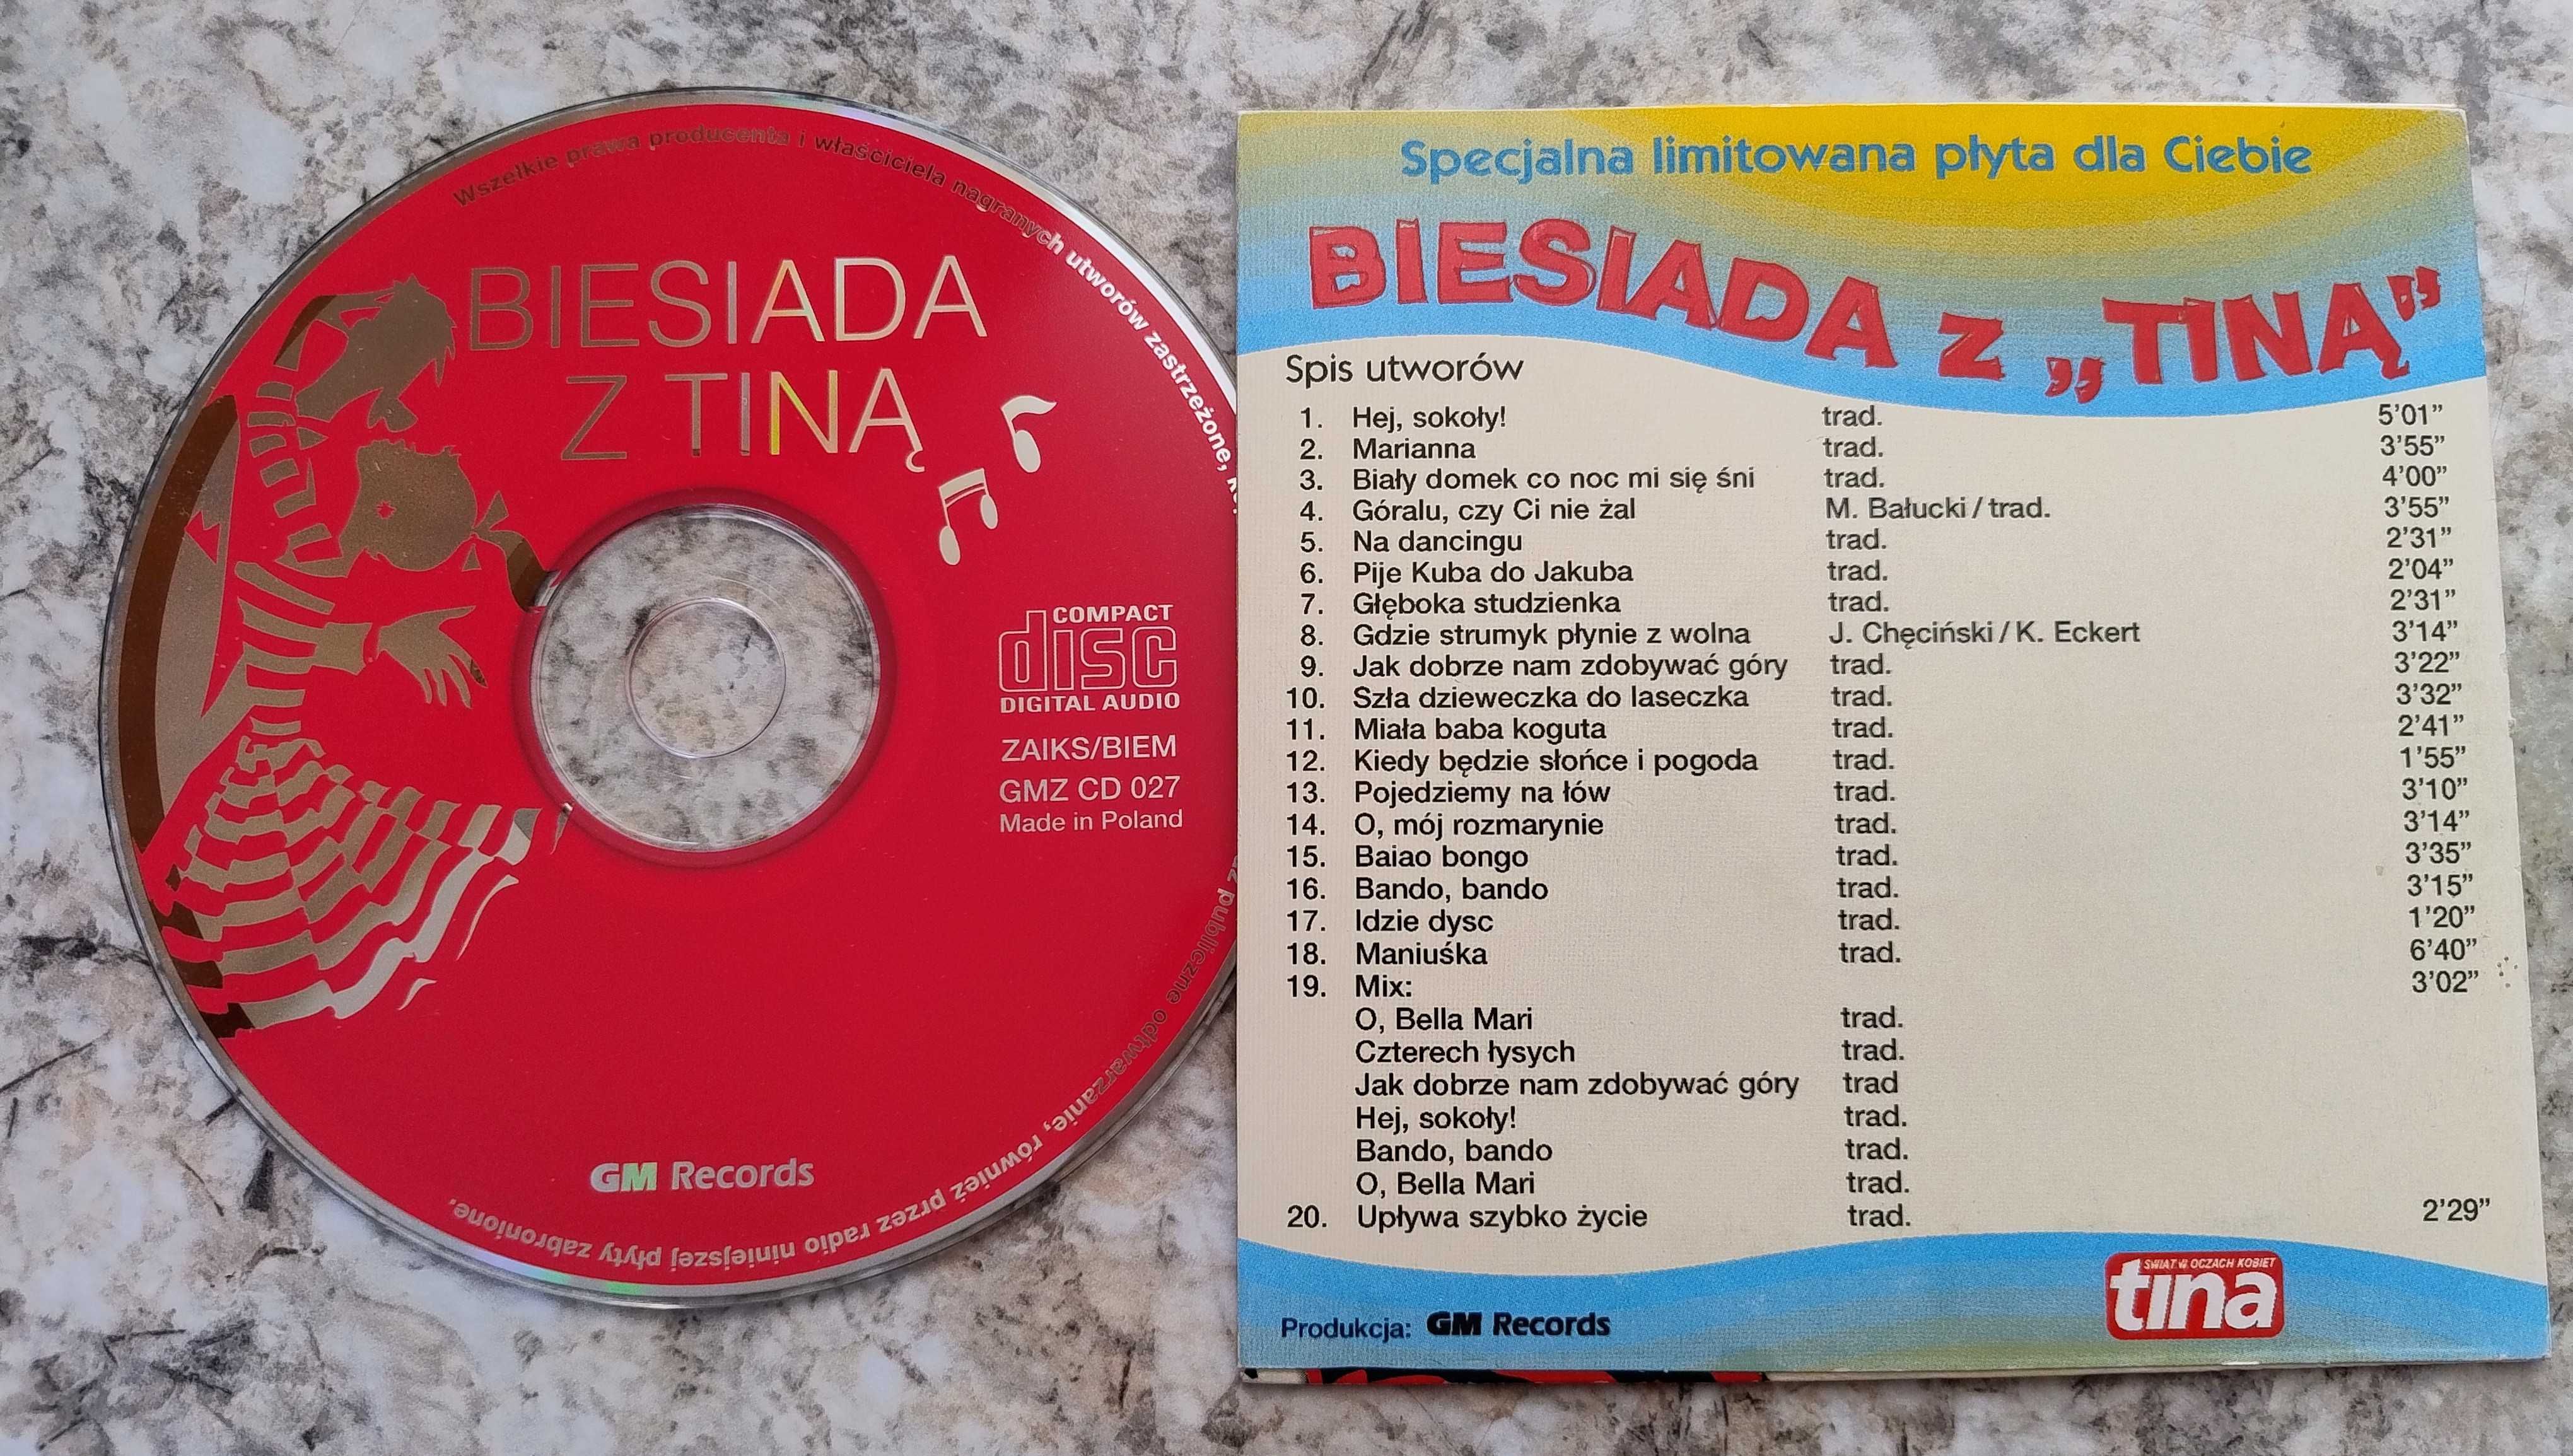 Wszelkie prawa producenta i właściciela nagranych utworów zastrzeżone,
BIESIADA
Z TINĄ
COMPACT
disc
DIGITAL AUDIO
ZAIKS/BIEM
GMZ CD 027
Made in Poland
GM Records
publiczne odtwarzanie, również przez radio niniejszej płyty zabronione.
Specjalna limitowana płyta dla Ciebie
BIESIADA z „TINĄ”
Spis utworów
1. Hej, sokoły! trad. 5’01”
2. Marianna trad. 3’55”
3. Biały domek co noc mi się śni trad. 4’00”
4. Góralu, czy Ci nie żal M. Bałucki / trad. 3’55”
5. Na dancingu trad. 2’31”
6. Pije Kuba do Jakuba trad. 2’04”
7. Głęboka studzienka trad. 2’31”
8. Gdzie strumyk płynie z wolna J. Chęciński / K. Eckert 3’14”
9. Jak dobrze nam zdobywać góry trad. 3’22”
10. Szła dzieweczka do laseczka trad. 3’32”
11. Miała baba koguta trad. 2’41”
12. Kiedy będzie słońce i pogoda trad. 1’55”
13. Pojedziemy na łów trad. 3’10”
14. O, mój rozmarynie trad. 3’14”
15. Baiao bongo trad. 3’35”
16. Bando, bando trad. 3’15”
17. Idzie dysc trad. 1’20”
18. Maniuśka trad. 6’40”
19. Mix: 3’02”
O, Bella Mari trad.
Czterech łysych trad.
Jak dobrze nam zdobywać góry trad
Hej, sokoły! trad.
Bando, bando trad.
O, Bella Mari trad.
20. Upływa szybko życie trad. 2’29”
Produkcja: GM Records
ŚWIAT W OCZACH KOBIET
tina